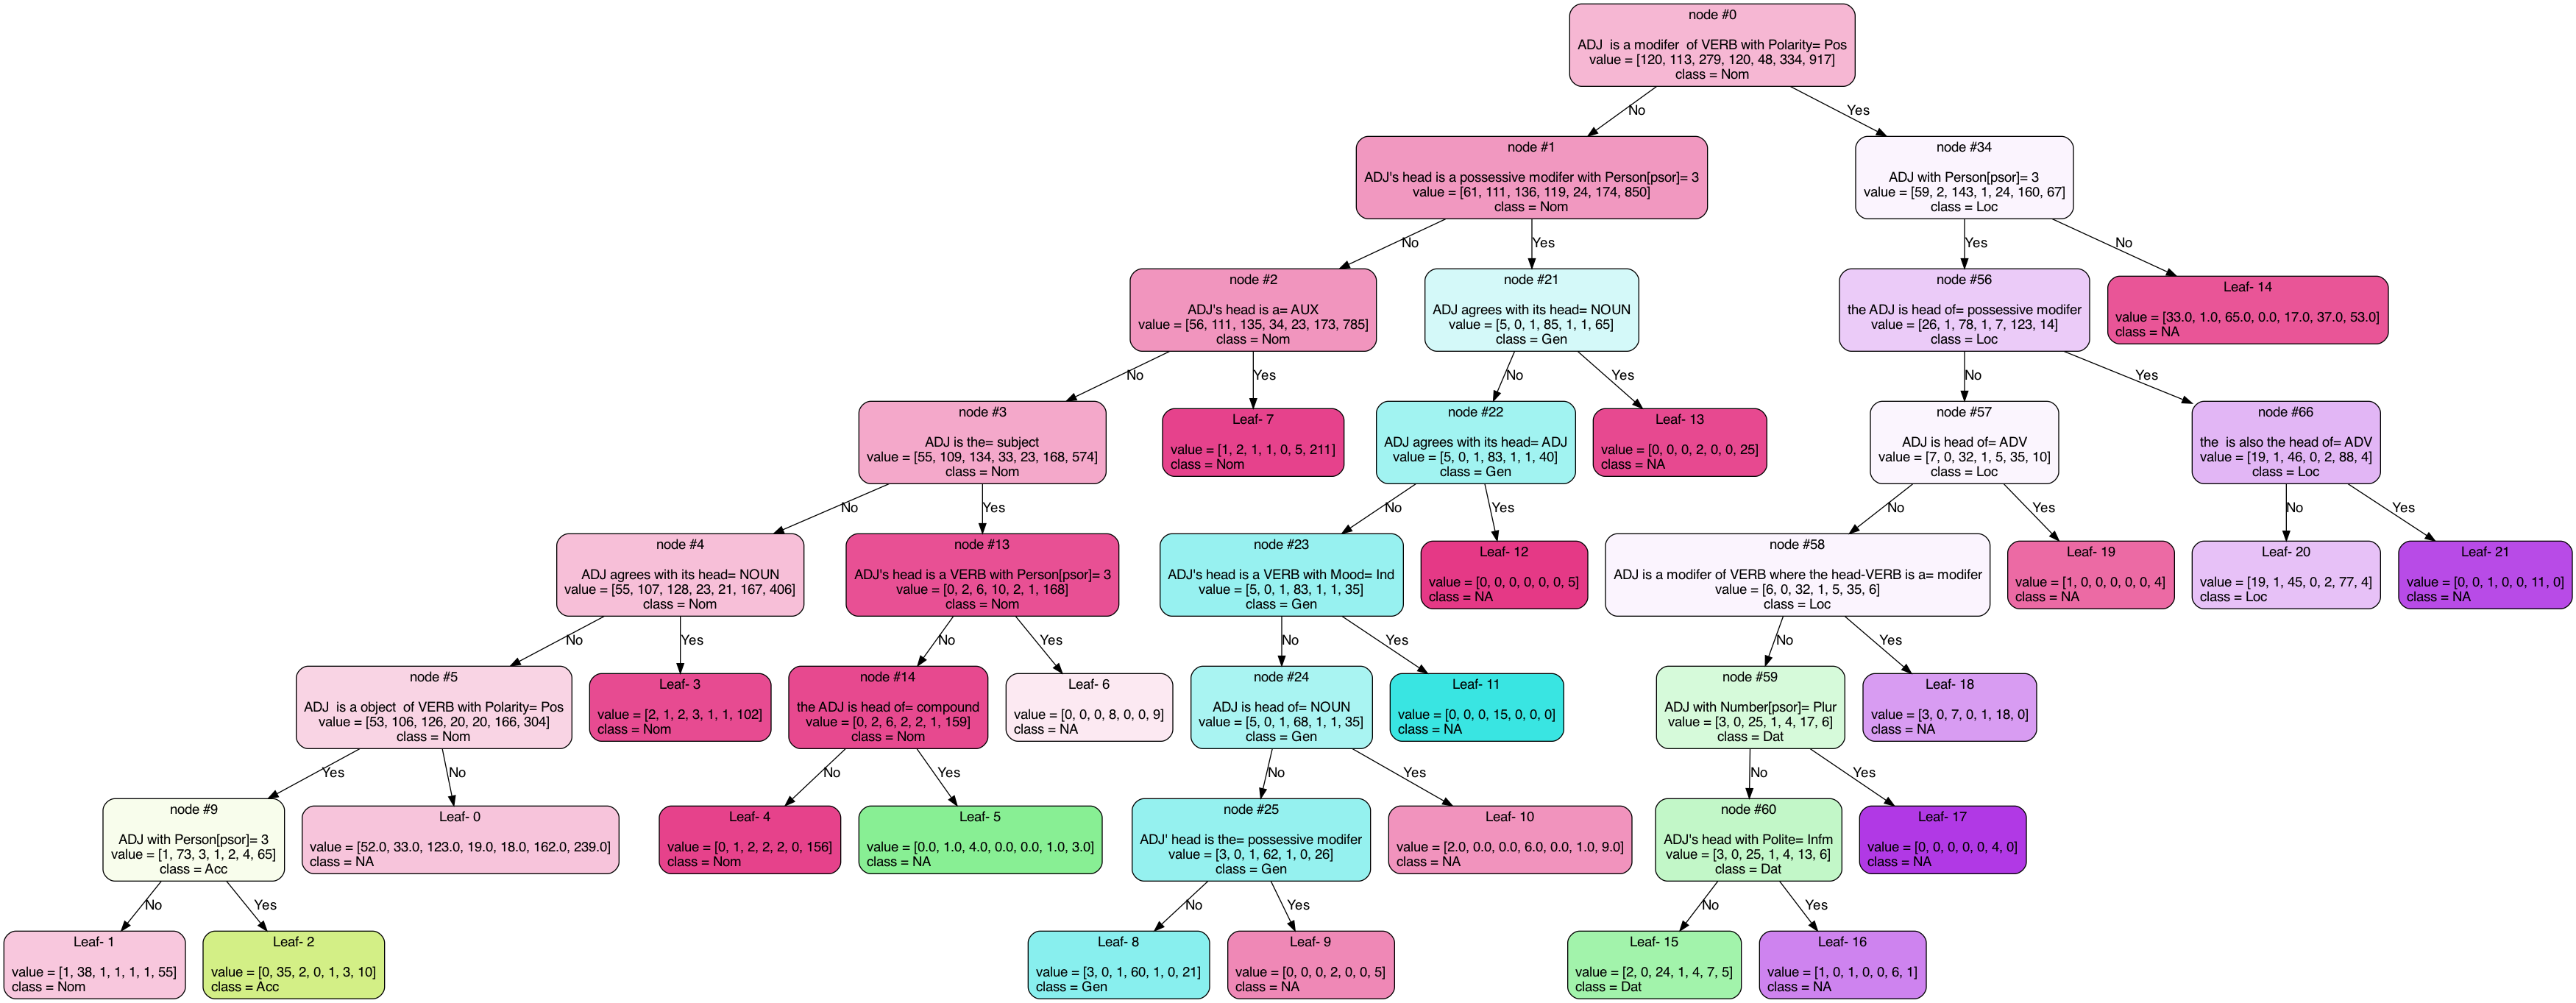 node #0
ADJ  is a modifer  of VERB with Polarity= Pos
value = [120, 113, 279, 120, 48, 334, 917]
class = Nom
No
Yes
node #1
ADJ's head is a possessive modifer with Person[psor]= 3
value = [61, 111, 136, 119, 24, 174, 850]
class = Nom
node #34
ADJ with Person[psor]= 3
value = [59, 2, 143, 1, 24, 160, 67]
class = Loc
No
Yes
Yes
No
node #2
ADJ's head is a= AUX
value = [56, 111, 135, 34, 23, 173, 785]
class = Nom
node #21
ADJ agrees with its head= NOUN
value = [5, 0, 1, 85, 1, 1, 65]
class = Gen
node #56
the ADJ is head of= possessive modifer
value = [26, 1, 78, 1, 7, 123, 14]
class = Loc
Leaf- 14
value = [33.0, 1.0, 65.0, 0.0, 17.0, 37.0, 53.0]
class = NA
No
Yes
No
Yes
No
Yes
node #3
ADJ is the= subject
value = [55, 109, 134, 33, 23, 168, 574]
class = Nom
Leaf- 7
value = [1, 2, 1, 1, 0, 5, 211]
class = Nom
node #22
ADJ agrees with its head= ADJ
value = [5, 0, 1, 83, 1, 1, 40]
class = Gen
Leaf- 13
value = [0, 0, 0, 2, 0, 0, 25]
class = NA
node #57
ADJ is head of= ADV
value = [7, 0, 32, 1, 5, 35, 10]
class = Loc
node #66
the  is also the head of= ADV
value = [19, 1, 46, 0, 2, 88, 4]
class = Loc
No
Yes
No
Yes
No
Yes
No
Yes
node #4
ADJ agrees with its head= NOUN
value = [55, 107, 128, 23, 21, 167, 406]
class = Nom
node #13
ADJ's head is a VERB with Person[psor]= 3
value = [0, 2, 6, 10, 2, 1, 168]
class = Nom
node #23
ADJ's head is a VERB with Mood= Ind
value = [5, 0, 1, 83, 1, 1, 35]
class = Gen
Leaf- 12
value = [0, 0, 0, 0, 0, 0, 5]
class = NA
node #58
ADJ is a modifer of VERB where the head-VERB is a= modifer
value = [6, 0, 32, 1, 5, 35, 6]
class = Loc
Leaf- 19
value = [1, 0, 0, 0, 0, 0, 4]
class = NA
Leaf- 20
value = [19, 1, 45, 0, 2, 77, 4]
class = Loc
Leaf- 21
value = [0, 0, 1, 0, 0, 11, 0]
class = NA
No
Yes
No
Yes
No
Yes
No
Yes
node #5
ADJ  is a object  of VERB with Polarity= Pos
value = [53, 106, 126, 20, 20, 166, 304]
class = Nom
Leaf- 3
value = [2, 1, 2, 3, 1, 1, 102]
class = Nom
node #14
the ADJ is head of= compound
value = [0, 2, 6, 2, 2, 1, 159]
class = Nom
Leaf- 6
value = [0, 0, 0, 8, 0, 0, 9]
class = NA
node #24
ADJ is head of= NOUN
value = [5, 0, 1, 68, 1, 1, 35]
class = Gen
Leaf- 11
value = [0, 0, 0, 15, 0, 0, 0]
class = NA
node #59
ADJ with Number[psor]= Plur
value = [3, 0, 25, 1, 4, 17, 6]
class = Dat
Leaf- 18
value = [3, 0, 7, 0, 1, 18, 0]
class = NA
Yes
No
No
Yes
No
Yes
No
Yes
node #9
ADJ with Person[psor]= 3
value = [1, 73, 3, 1, 2, 4, 65]
class = Acc
Leaf- 0
value = [52.0, 33.0, 123.0, 19.0, 18.0, 162.0, 239.0]
class = NA
Leaf- 4
value = [0, 1, 2, 2, 2, 0, 156]
class = Nom
Leaf- 5
value = [0.0, 1.0, 4.0, 0.0, 0.0, 1.0, 3.0]
class = NA
node #25
ADJ' head is the= possessive modifer
value = [3, 0, 1, 62, 1, 0, 26]
class = Gen
Leaf- 10
value = [2.0, 0.0, 0.0, 6.0, 0.0, 1.0, 9.0]
class = NA
node #60
ADJ's head with Polite= Infm
value = [3, 0, 25, 1, 4, 13, 6]
class = Dat
Leaf- 17
value = [0, 0, 0, 0, 0, 4, 0]
class = NA
No
Yes
No
Yes
No
Yes
Leaf- 1
value = [1, 38, 1, 1, 1, 1, 55]
class = Nom
Leaf- 2
value = [0, 35, 2, 0, 1, 3, 10]
class = Acc
Leaf- 8
value = [3, 0, 1, 60, 1, 0, 21]
class = Gen
Leaf- 9
value = [0, 0, 0, 2, 0, 0, 5]
class = NA
Leaf- 15
value = [2, 0, 24, 1, 4, 7, 5]
class = Dat
Leaf- 16
value = [1, 0, 1, 0, 0, 6, 1]
class = NA